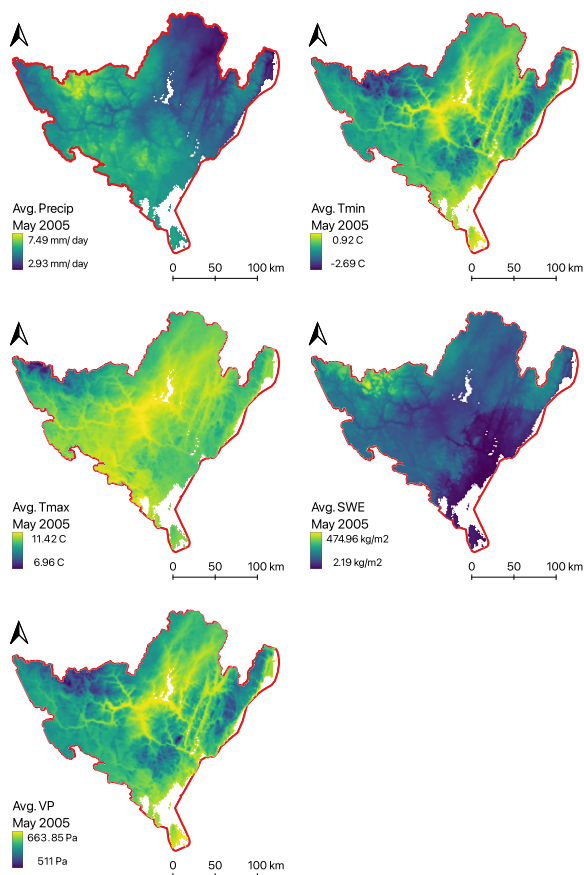 Avg. Precip
May 2005
7.49 mm/ day
2.93 mm/ day
0 50 100 km
Avg. Tmin
May 2005
0.92 C
-2.69 C
0 50 100 km
Avg. Tmax
May 2005
11.42 C
6.96 C
0 50 100 km
Avg. SWE
May 2005
474.96 kg/m2
2.19 kg/m2
0 50 100 km
Avg. VP
May 2005
663.85 Pa
511 Pa
0 50 100 km